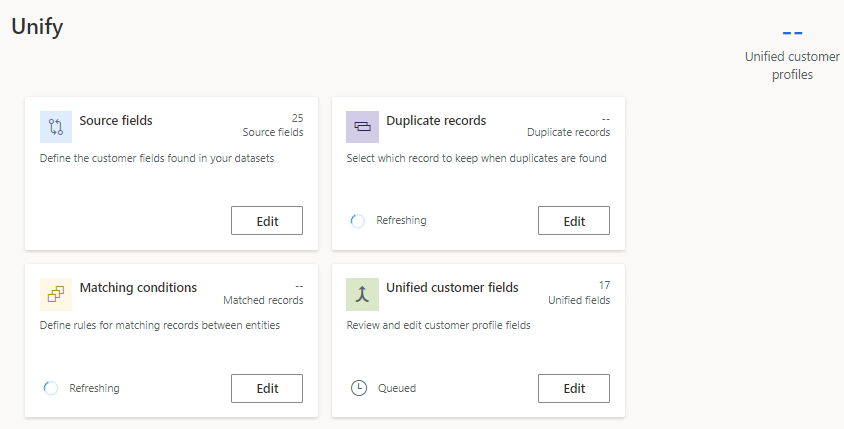 Unify
--
Unified customer
profiles
Source fields
25
Source fields
Define the customer fields found in your datasets
Edit
Duplicate records
--
Duplicate records
Select which record to keep when duplicates are found
Refreshing
Edit
Matching conditions
--
Matched records
Define rules for matching records between entities
Refreshing
Edit
Unified customer fields
17
Unified fields
Review and edit customer profile fields
Queued
Edit